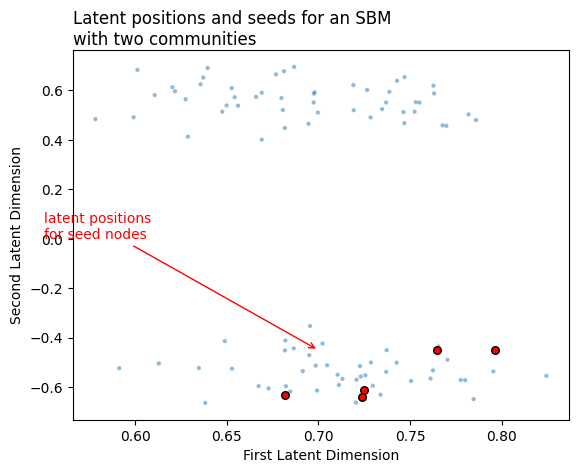 Latent positions and seeds for an SBM
with two communities
Second Latent Dimension
0.6
0.4
0.2
0.0
−0.2
−0.4
−0.6
latent positions
for seed nodes
0.60
0.65
0.70
0.75
0.80
First Latent Dimension